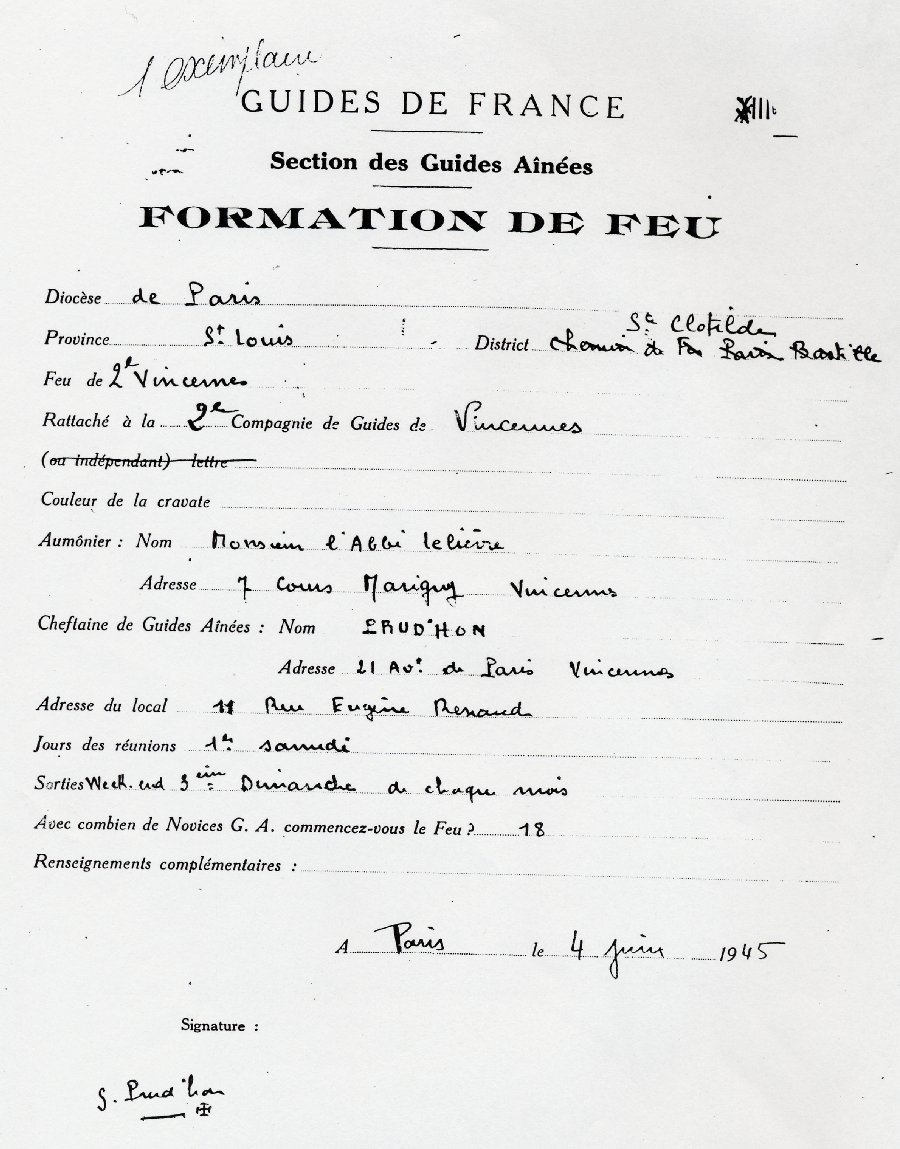 1 exemplaire
GUIDES DE FRANCE
Section des Guides Aînées
FORMATION DE FEU
Diocèse de Paris
Province St Louis District Ste Clotilde
Chemin de Fer Paris Bastille
Feu de 2e Vincennes
Rattaché à la 2e Compagnie de Guides de Vincennes
(ou indépendant) lettre
Couleur de la cravate
Aumônier : Nom Monsieur l'Abbé Lelièvre
Adresse 7 Cours Marigny Vincennes
Cheftaine de Guides Aînées : Nom PRUD'HON
Adresse 21 Av. de Paris Vincennes
Adresse du local 11 Rue Eugène Renaud
Jours des réunions 1er samedi
Sorties Week-end 3ème Dimanche de chaque mois
Avec combien de Novices G. A. commencez-vous le Feu ? 18
Renseignements complémentaires :
A Paris le 4 juin 1945
Signature :
S. Prud'hon